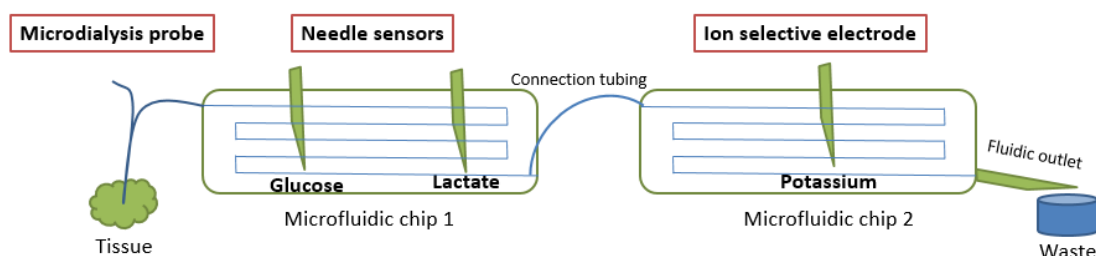 Microdialysis probe
Needle sensors
Ion selective electrode
Connection tubing
Fluidic outlet
Glucose
Lactate
Potassium
Microfluidic chip 1
Microfluidic chip 2
Tissue
Waste